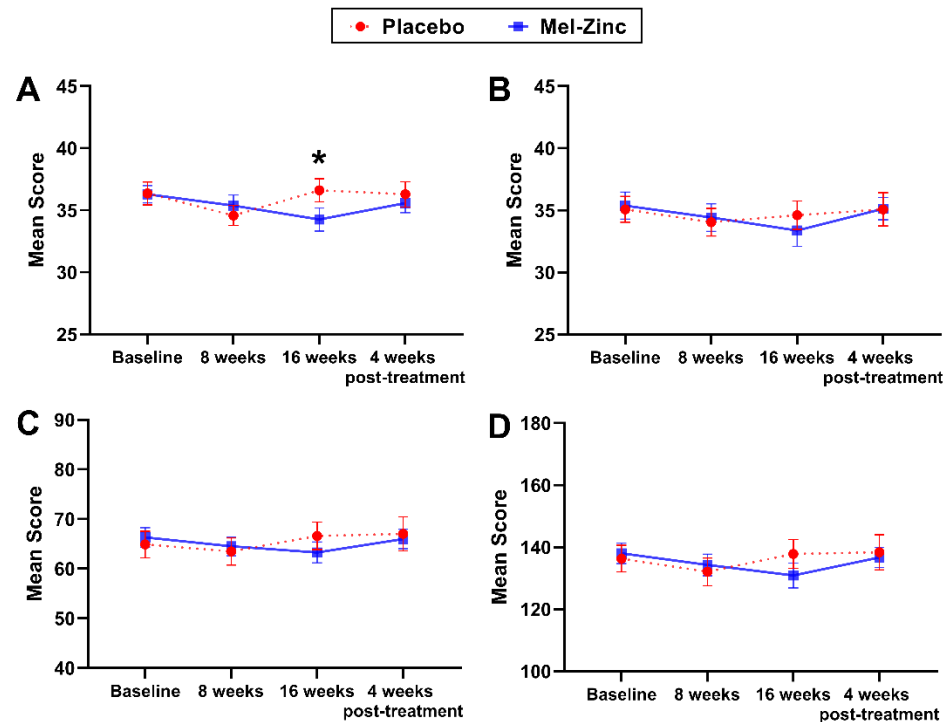 Placebo Mel-Zinc
A
45
40
35
30
25
Mean Score
*
Baseline 8 weeks 16 weeks 4 weeks
post-treatment
B
45
40
35
30
25
Mean Score
Baseline 8 weeks 16 weeks 4 weeks
post-treatment
C
90
80
70
60
50
40
Mean Score
Baseline 8 weeks 16 weeks 4 weeks
post-treatment
D
180
160
140
120
100
Mean Score
Baseline 8 weeks 16 weeks 4 weeks
post-treatment